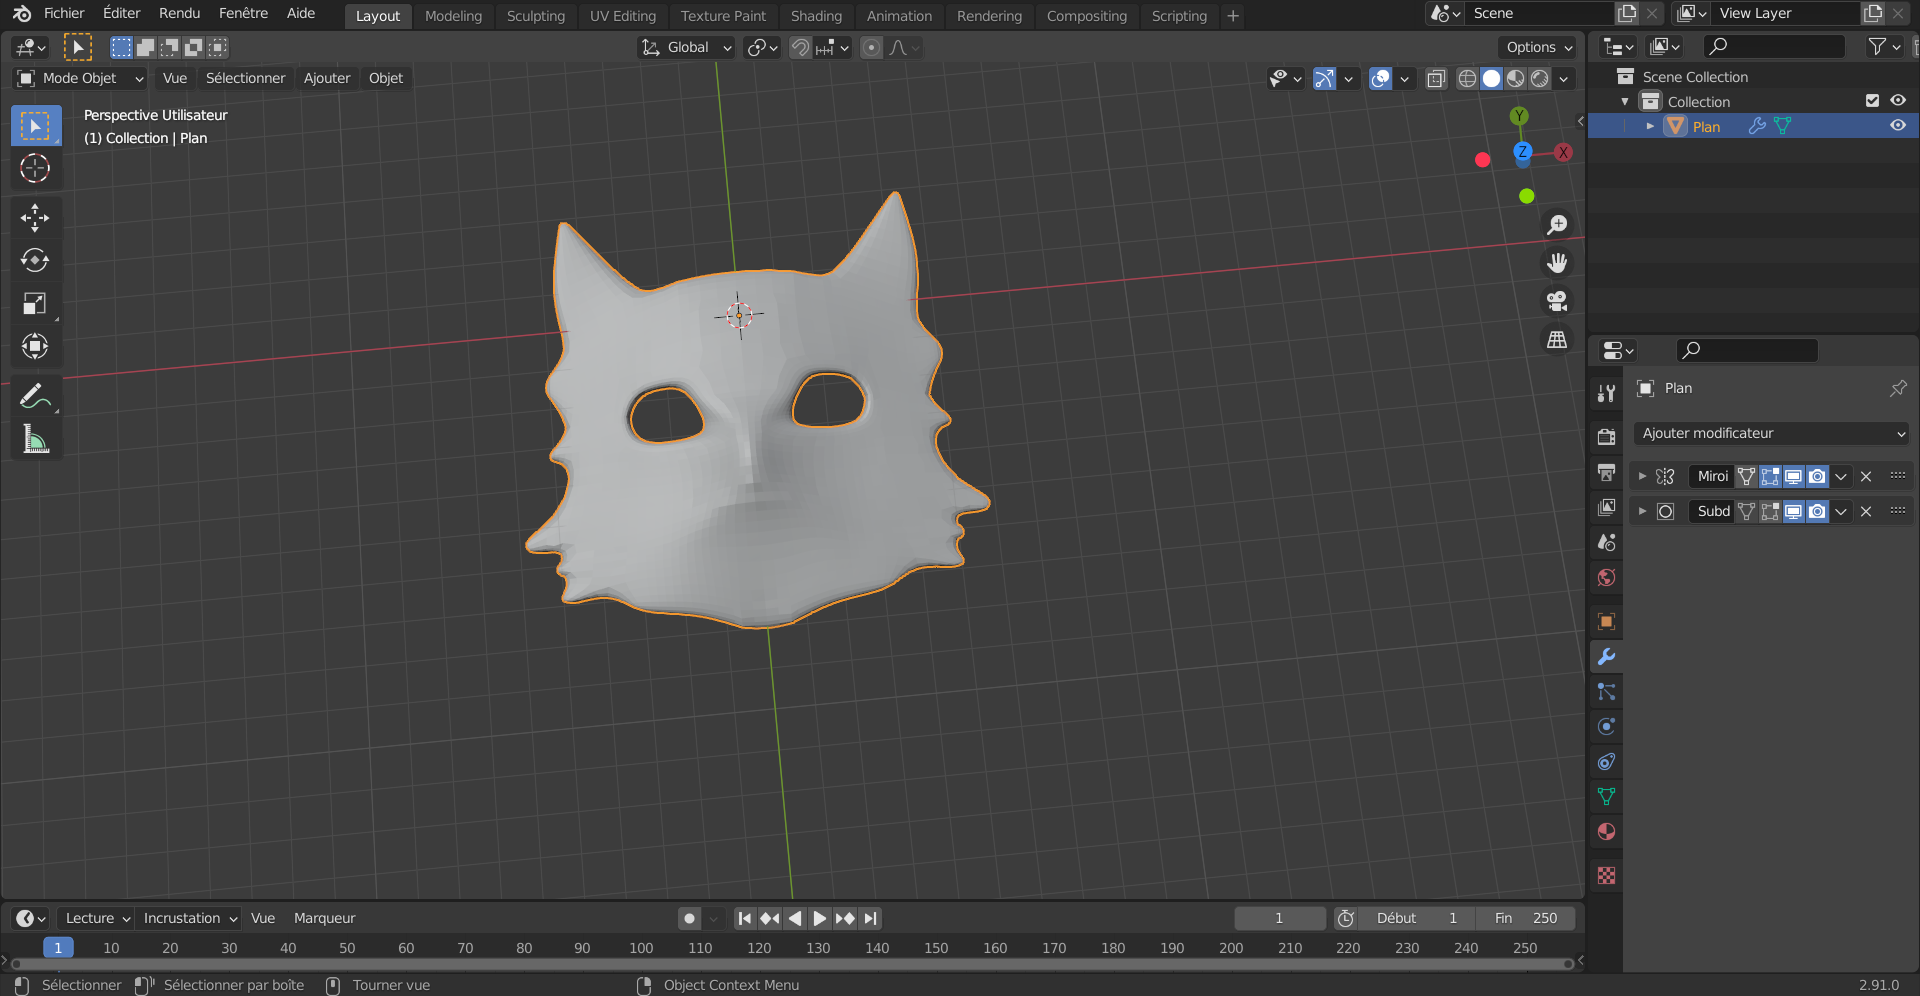 Fichier Éditer Rendu Fenêtre Aide Layout Modeling Sculpting UV Editing Texture Paint Shading Animation Rendering Compositing Scripting + Scene View Layer
Global Options
Mode Objet Vue Sélectionner Ajouter Objet
Scene Collection
Collection
Plan
Perspective Utilisateur
(1) Collection | Plan
Y
Z X
Plan
Ajouter modificateur
Miroi
Subd
Lecture Incrustation Vue Marqueur 1 Début 1 Fin 250
1 10 20 30 40 50 60 70 80 90 100 110 120 130 140 150 160 170 180 190 200 210 220 230 240 250
Sélectionner Sélectionner par boîte Tourner vue Object Context Menu 2.91.0